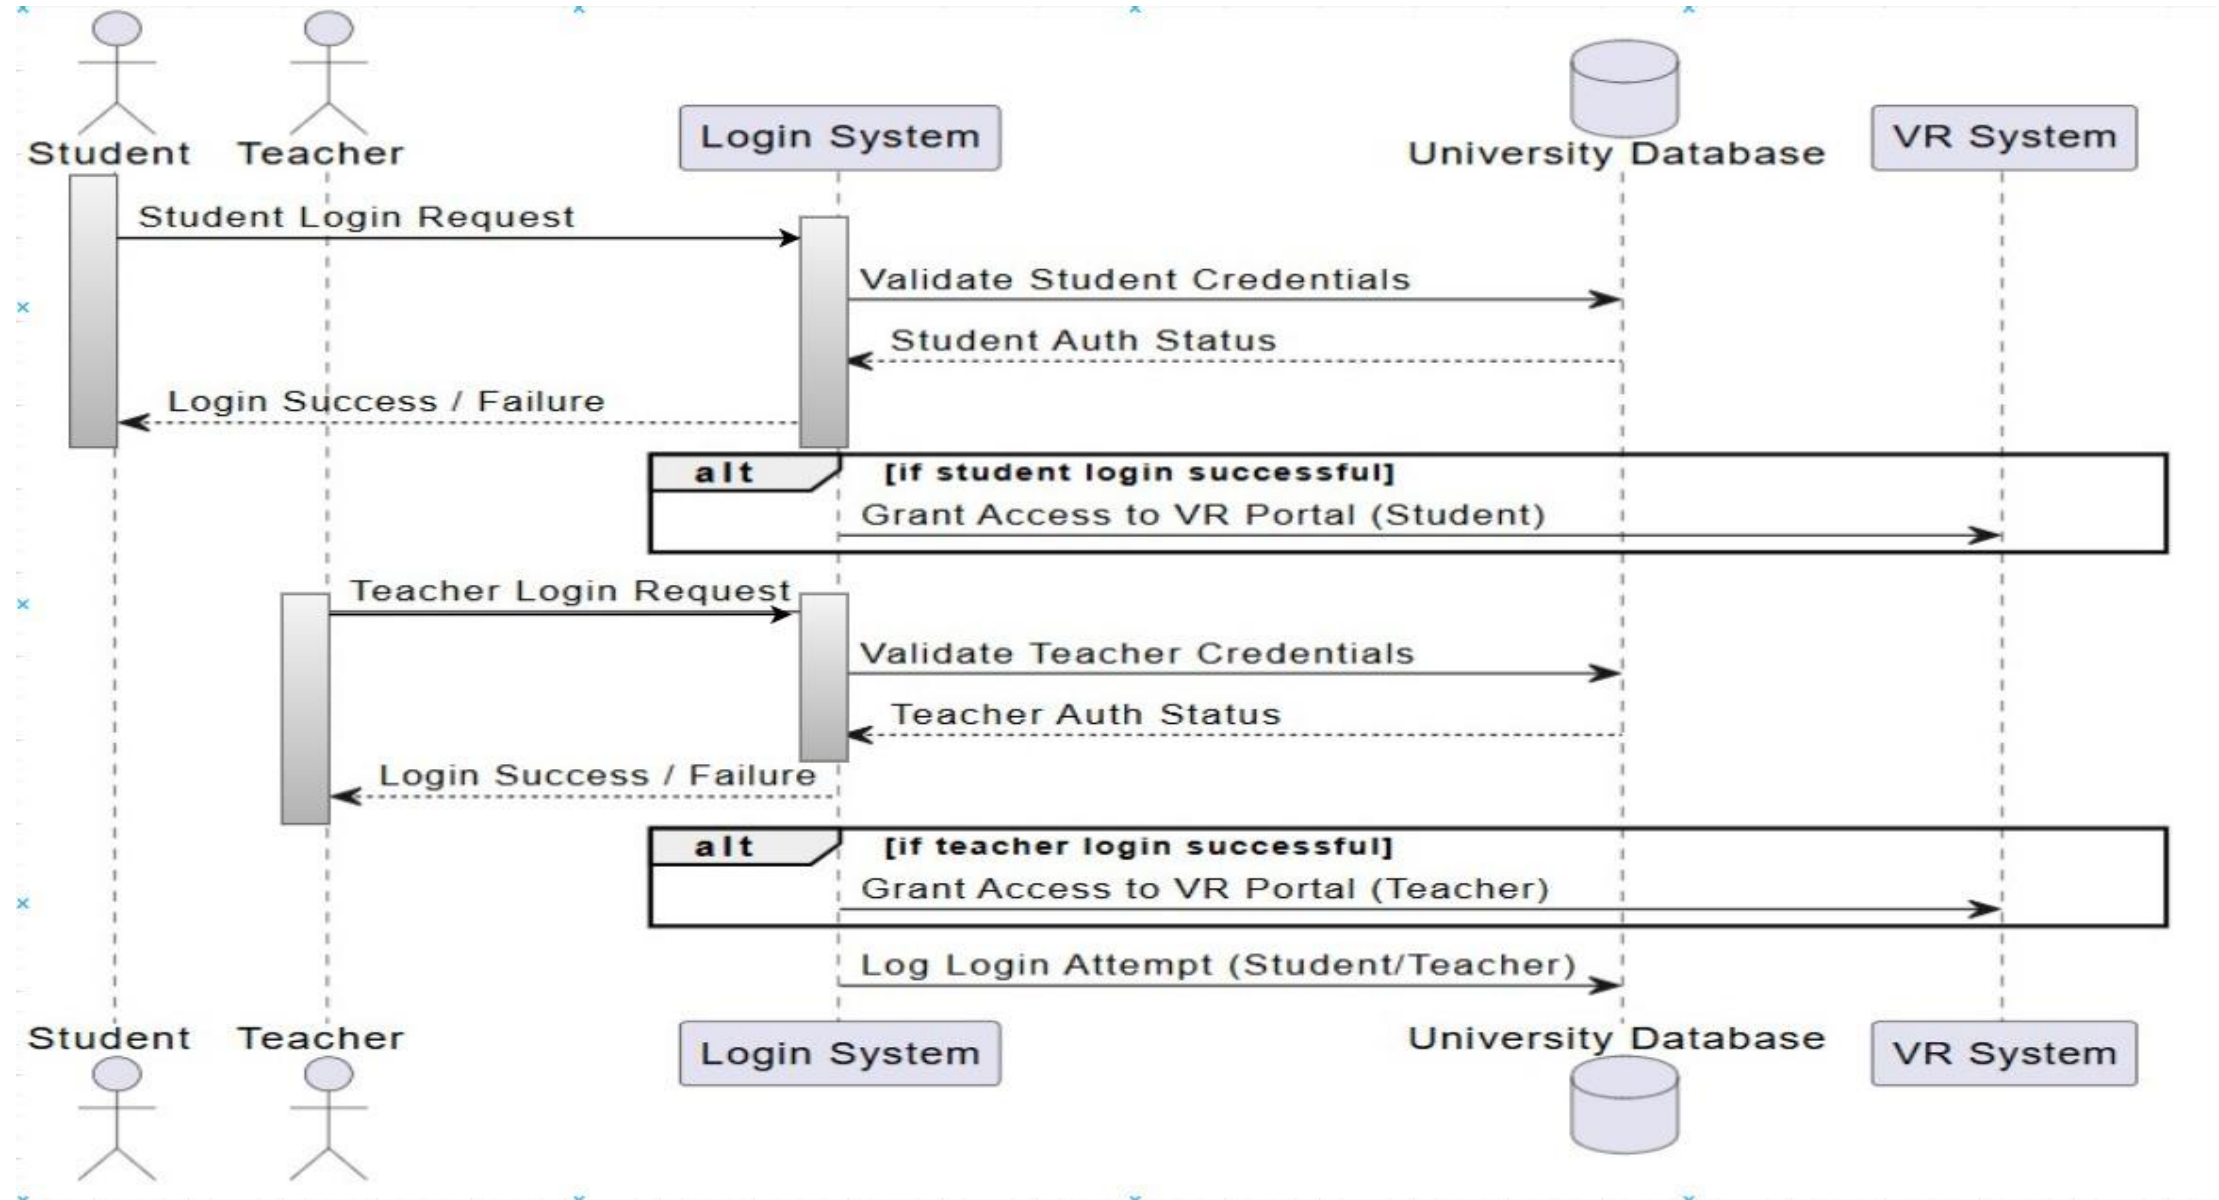 Login System
VR System
Student
Teacher
University Database
Student Login Request
Validate Student Credentials
Student Auth Status
Login Success / Failure
alt
[if student login successful]
Grant Access to VR Portal (Student)
Teacher Login Request
Validate Teacher Credentials
Teacher Auth Status
Login Success / Failure
alt
[if teacher login successful]
Grant Access to VR Portal (Teacher)
Log Login Attempt (Student/Teacher)
Student
Teacher
University Database
Login System
VR System